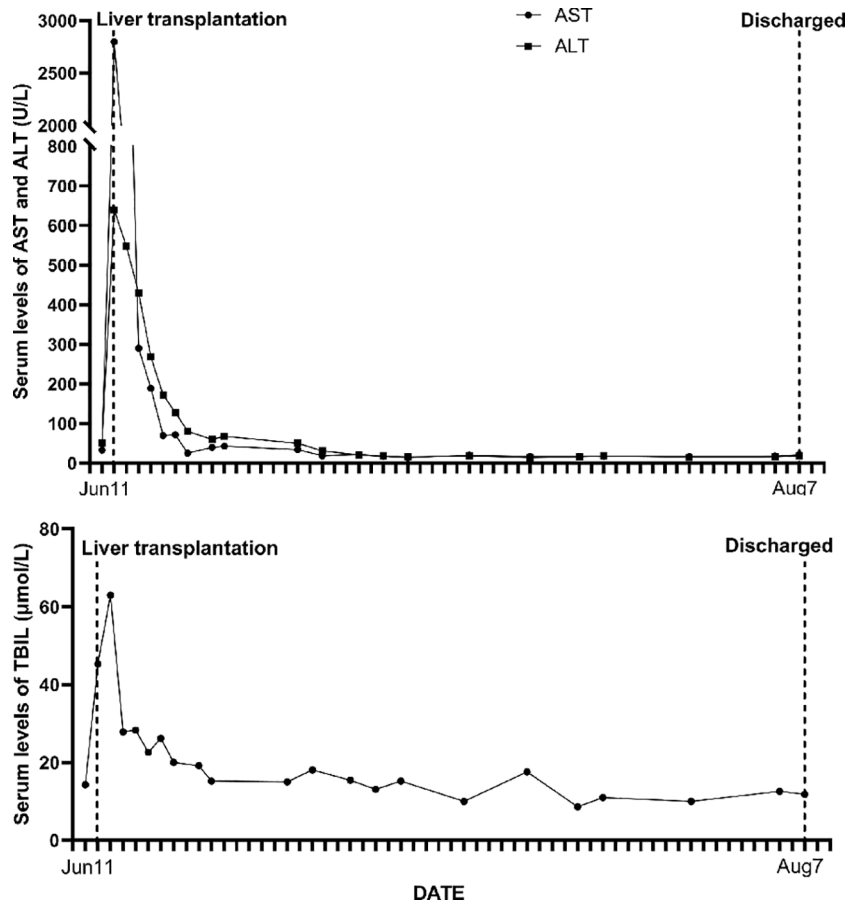 Liver transplantation
AST
ALT
Discharged
Serum levels of AST and ALT (U/L)
3000
2500
2000
800
700
600
500
400
300
200
100
0
Jun11
Aug7
Liver transplantation
Discharged
Serum levels of TBIL (μmol/L)
80
60
40
20
0
Jun11
Aug7
DATE